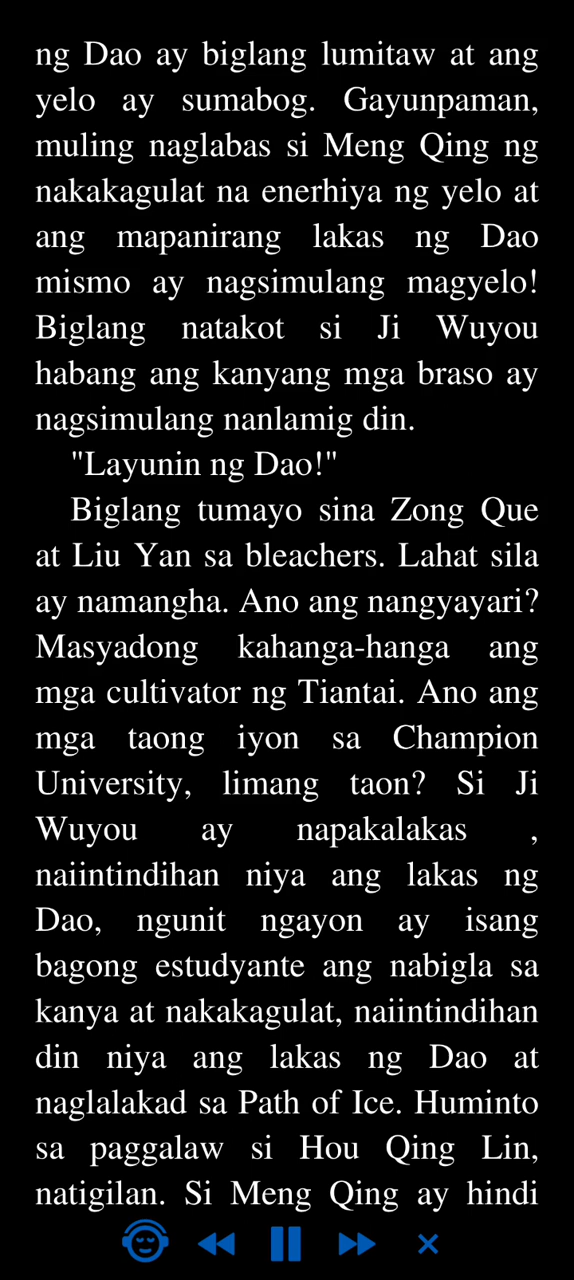 ng Dao ay biglang lumitaw at ang
yelo ay sumabog. Gayunpaman,
muling naglabas si Meng Qing ng
nakakagulat na enerhiya ng yelo at
ang mapanirang lakas ng Dao
mismo ay nagsimulang magyelo!
Biglang natakot si Ji Wuyou
habang ang kanyang mga braso ay
nagsimulang nanlamig din.
"Layunin ng Dao!"
Biglang tumayo sina Zong Que
at Liu Yan sa bleachers. Lahat sila
ay namangha. Ano ang nangyayari?
Masyadong kahanga-hanga ang
mga cultivator ng Tiantai. Ano ang
mga taong iyon sa Champion
University, limang taon? Si Ji
Wuyou ay napakalakas ,
naiintindihan niya ang lakas ng
Dao, ngunit ngayon ay isang
bagong estudyante ang nabigla sa
kanya at nakakagulat, naiintindihan
din niya ang lakas ng Dao at
naglalakad sa Path of Ice. Huminto
sa paggalaw si Hou Qing Lin,
natigilan. Si Meng Qing ay hindi